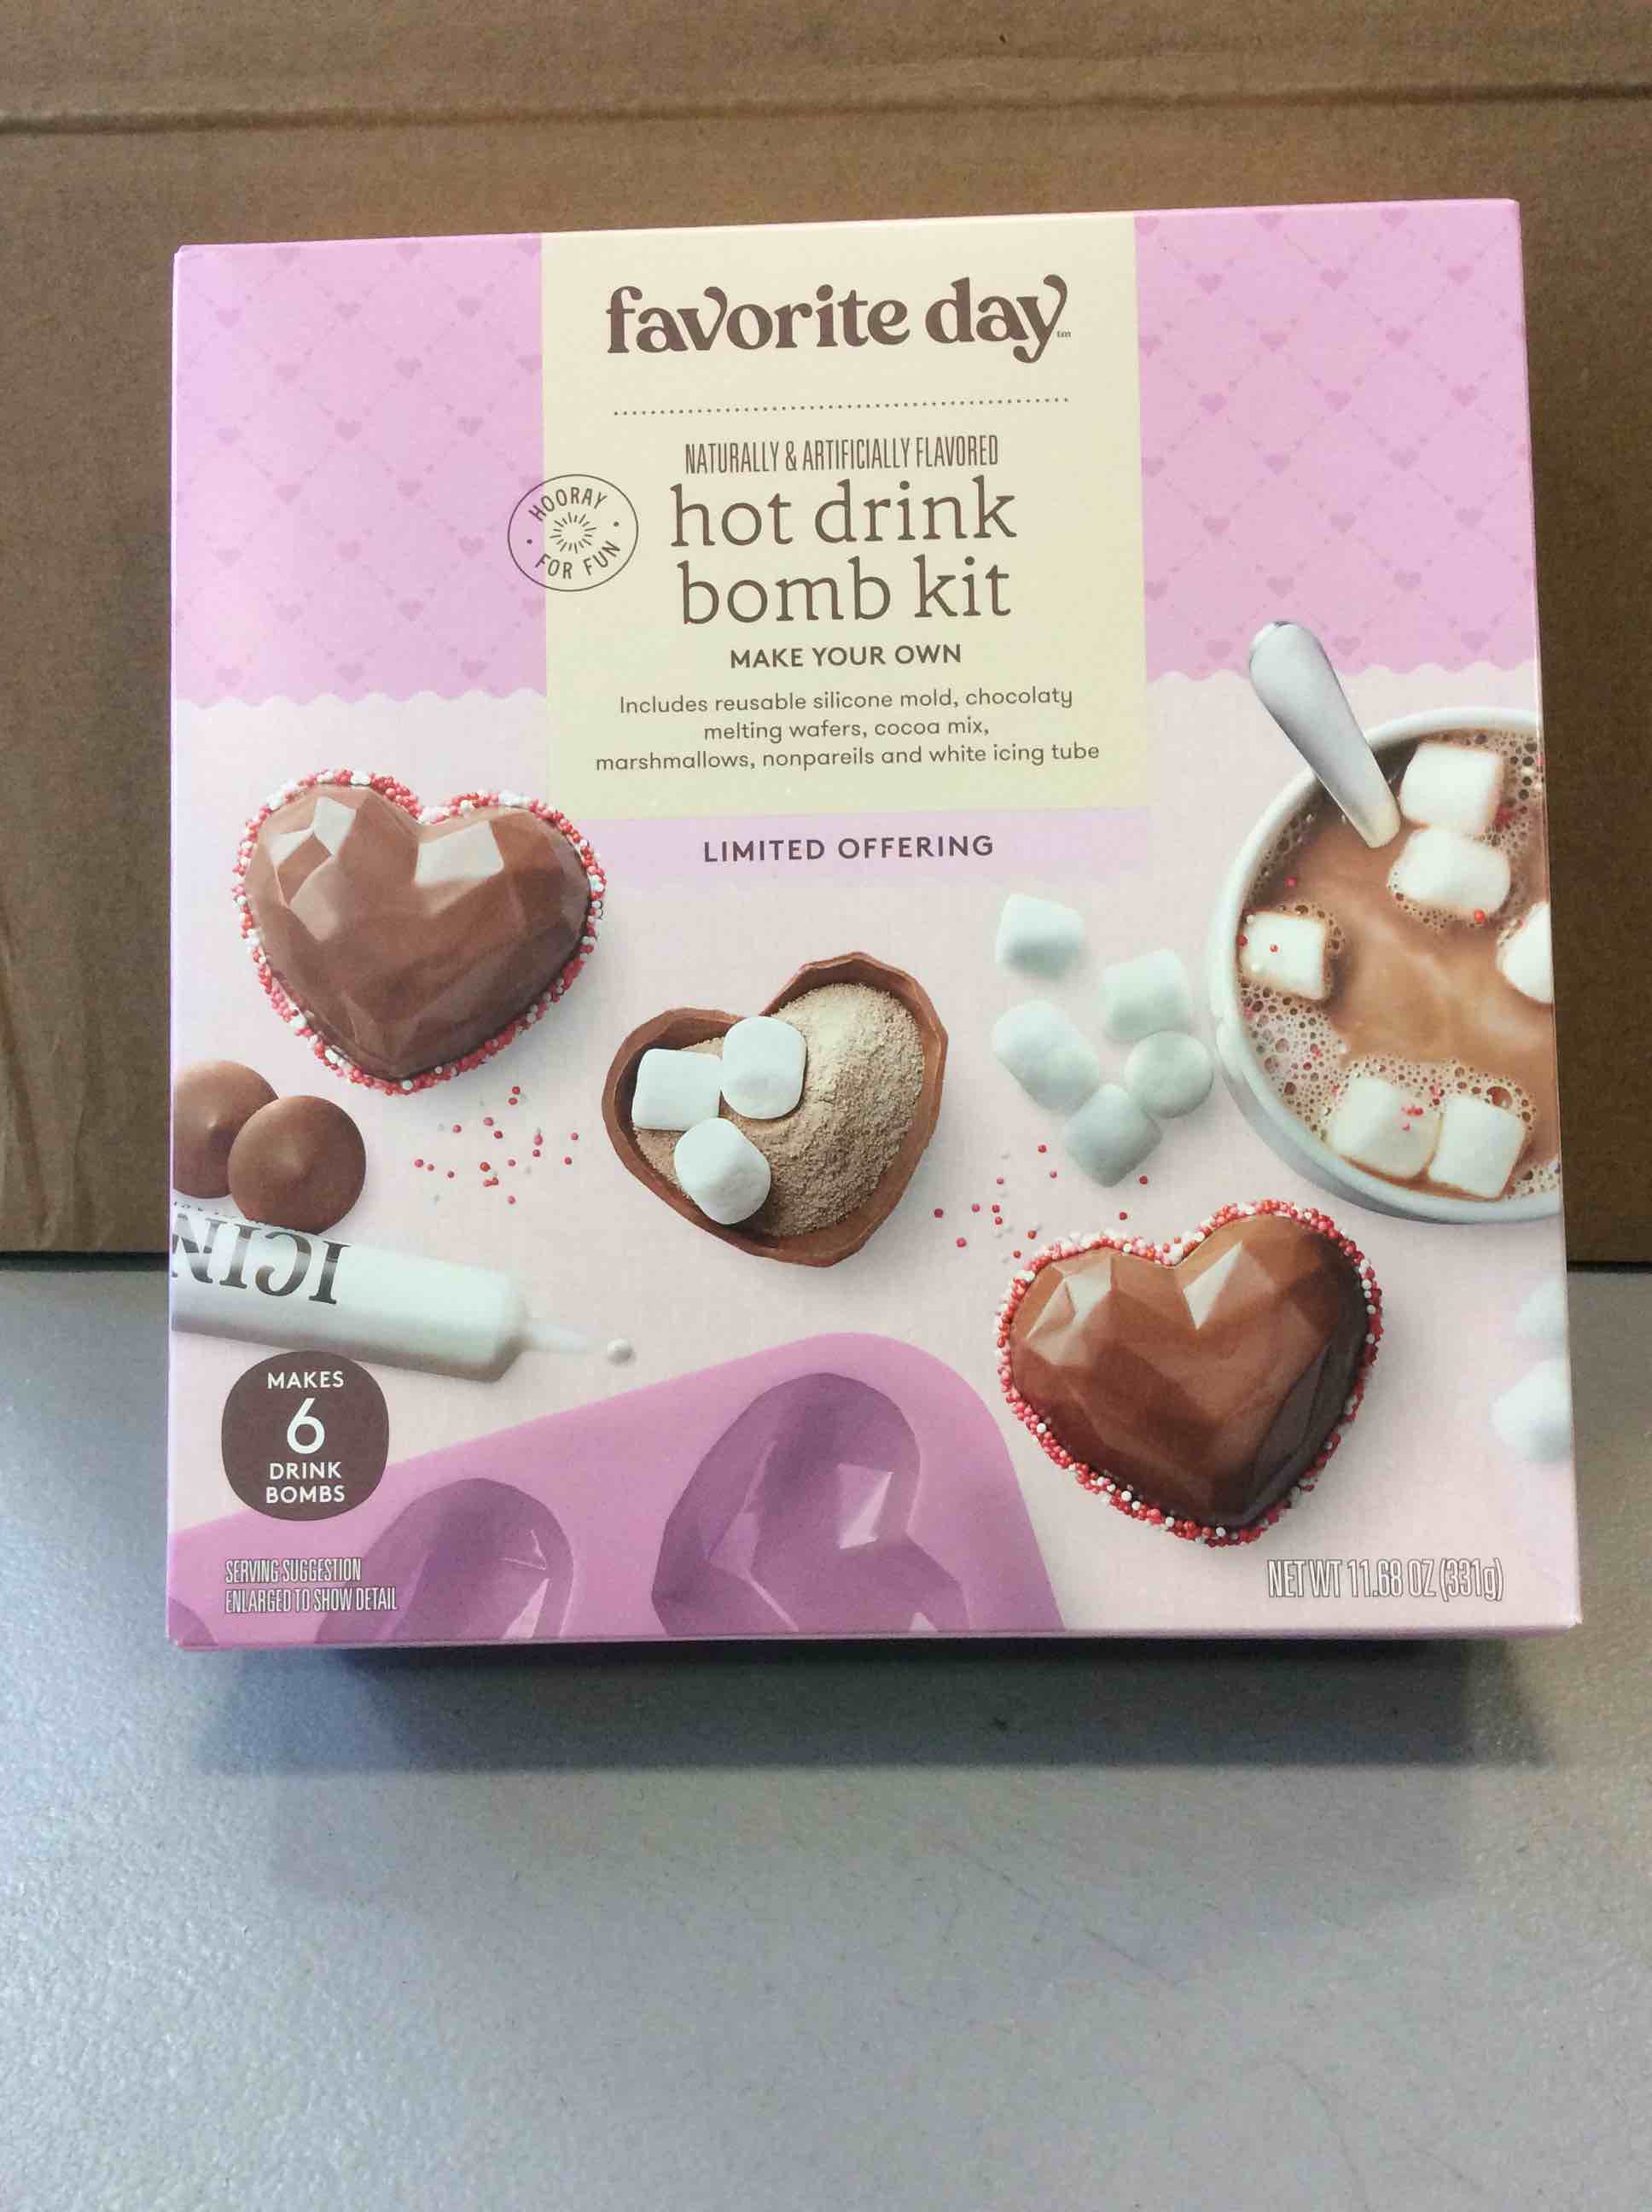 favorite day™
NATURALLY & ARTIFICIALLY FLAVORED
HOORAY
FOR FUN
hot drink
bomb kit
MAKE YOUR OWN
Includes reusable silicone mold, chocolaty
melting wafers, cocoa mix,
marshmallows, nonpareils and white icing tube
LIMITED OFFERING
ICIN
MAKES
6
DRINK
BOMBS
SERVING SUGGESTION
ENLARGED TO SHOW DETAIL
NET WT 11.68 OZ (331g)